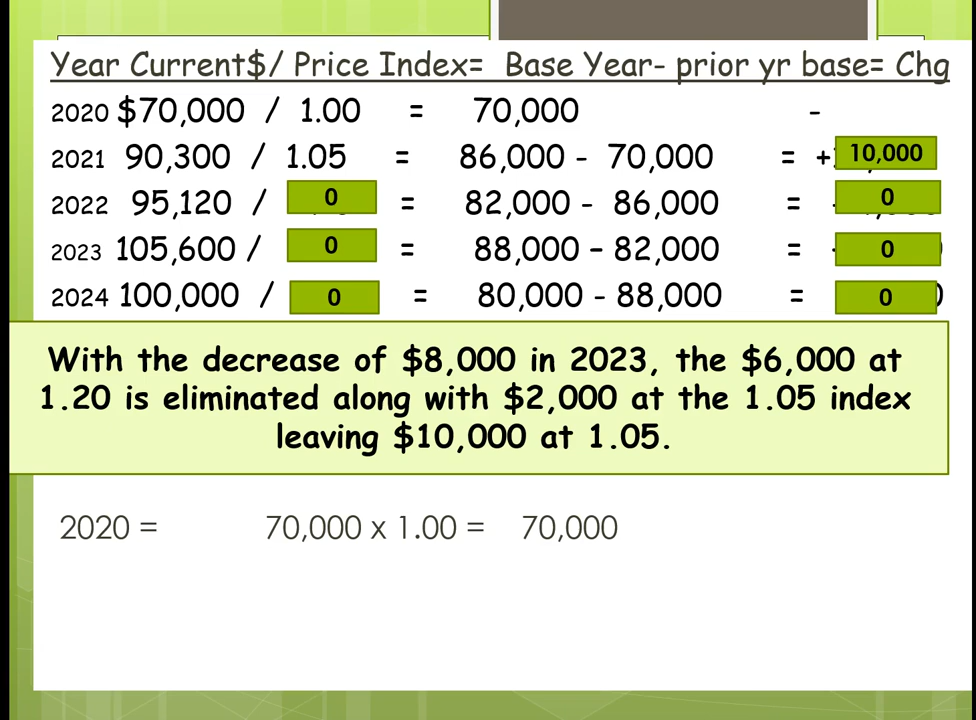 Year Current$/ Price Index= Base Year- prior yr base= Chg
2020 $70,000 / 1.00 = 70,000 -
2021 90,300 / 1.05 = 86,000 - 70,000 = + 10,000
2022 95,120 / 0 = 82,000 - 86,000 = 0
2023 105,600 / 0 = 88,000 – 82,000 = 0
2024 100,000 / 0 = 80,000 - 88,000 = 0
With the decrease of $8,000 in 2023, the $6,000 at
1.20 is eliminated along with $2,000 at the 1.05 index
leaving $10,000 at 1.05.
2020 = 70,000 x 1.00 = 70,000